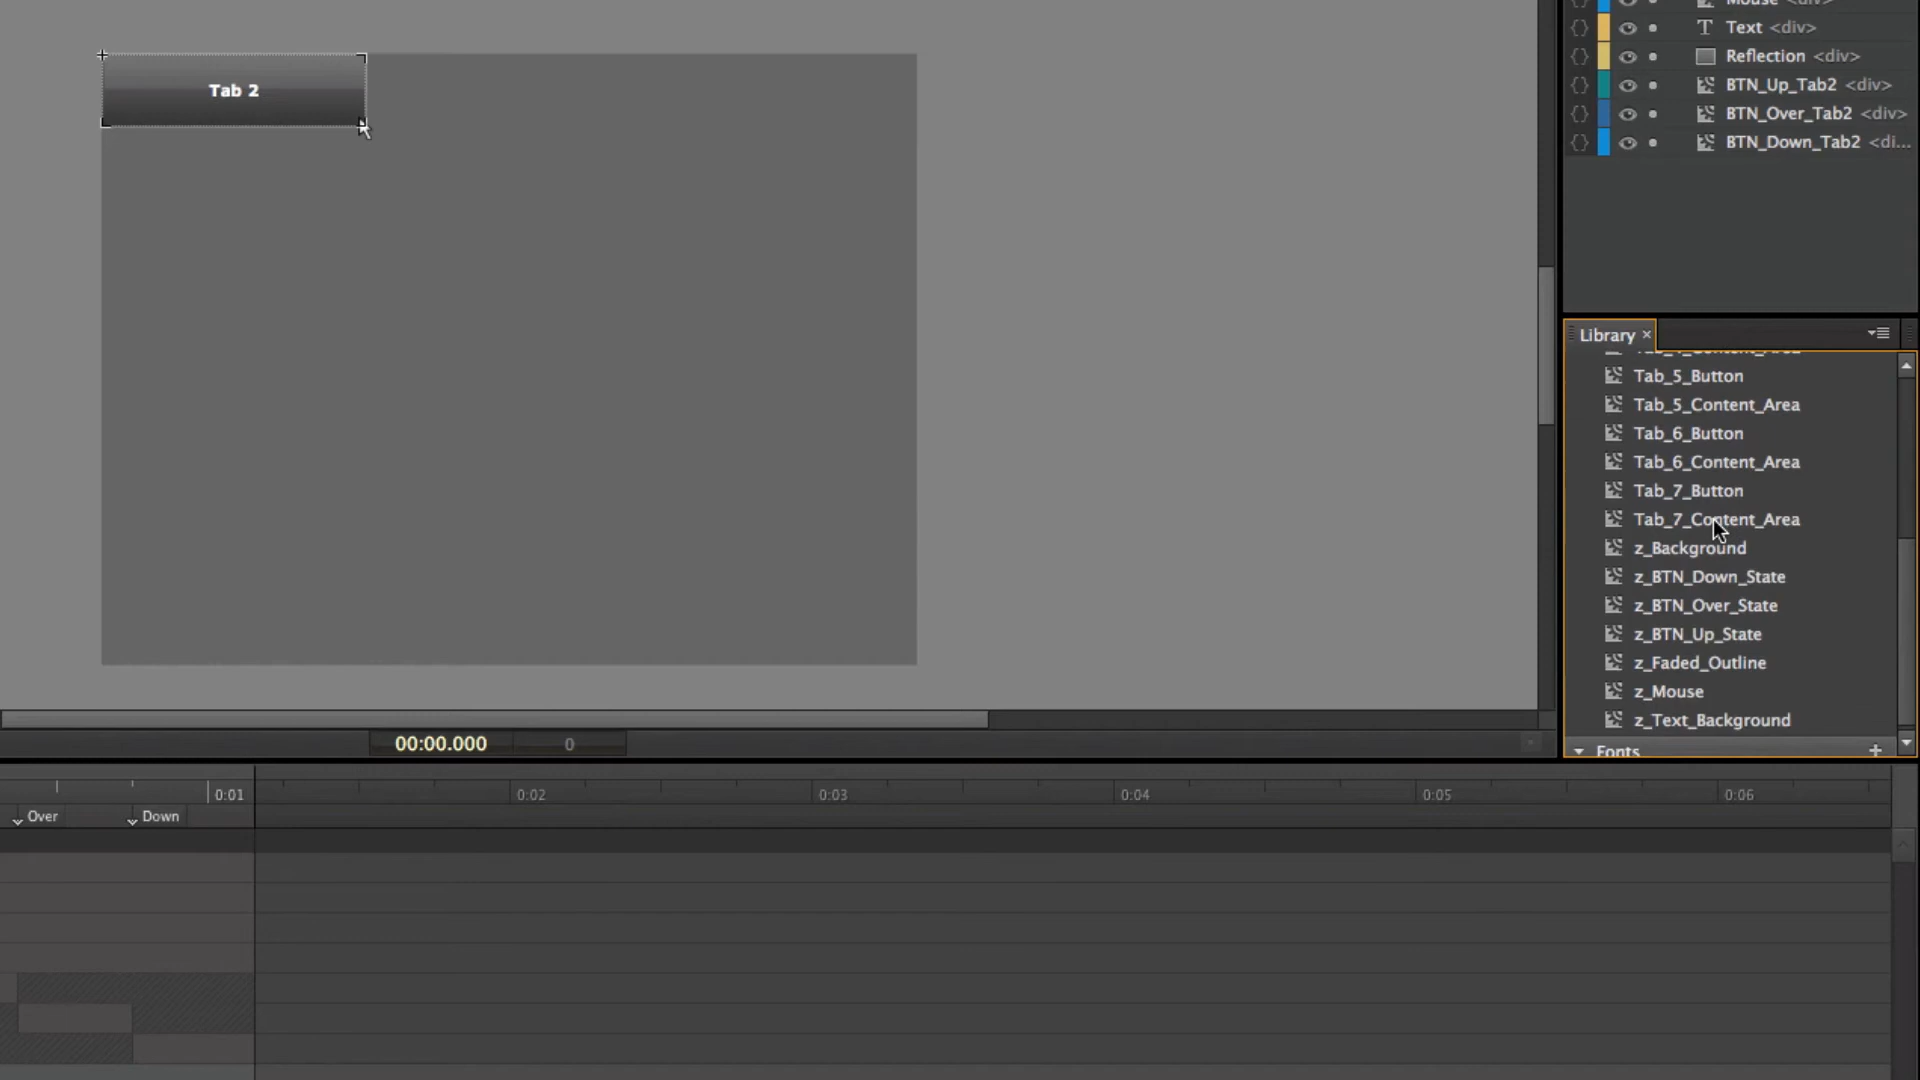 Mouse <div>
Text <div>
Reflection <div>
BTN_Up_Tab2 <div>
BTN_Over_Tab2 <div>
BTN_Down_Tab2 <di...
Tab 2
Library
Tab_5_Button
Tab_5_Content_Area
Tab_6_Button
Tab_6_Content_Area
Tab_7_Button
Tab_7_Content_Area
z_Background
z_BTN_Down_State
z_BTN_Over_State
z_BTN_Up_State
z_Faded_Outline
z_Mouse
z_Text_Background
Fonts
00:00.000 0
0:01 0:02 0:03 0:04 0:05 0:06
Over Down